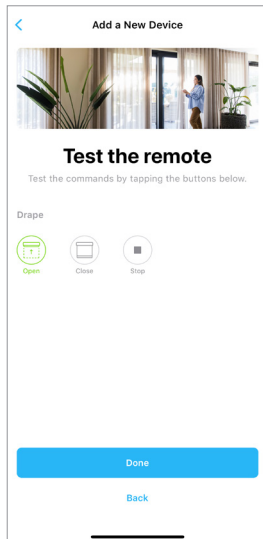 Add a New Device
Test the remote
Test the commands by tapping the buttons below.
Drape
Open Close Stop
Done
Back